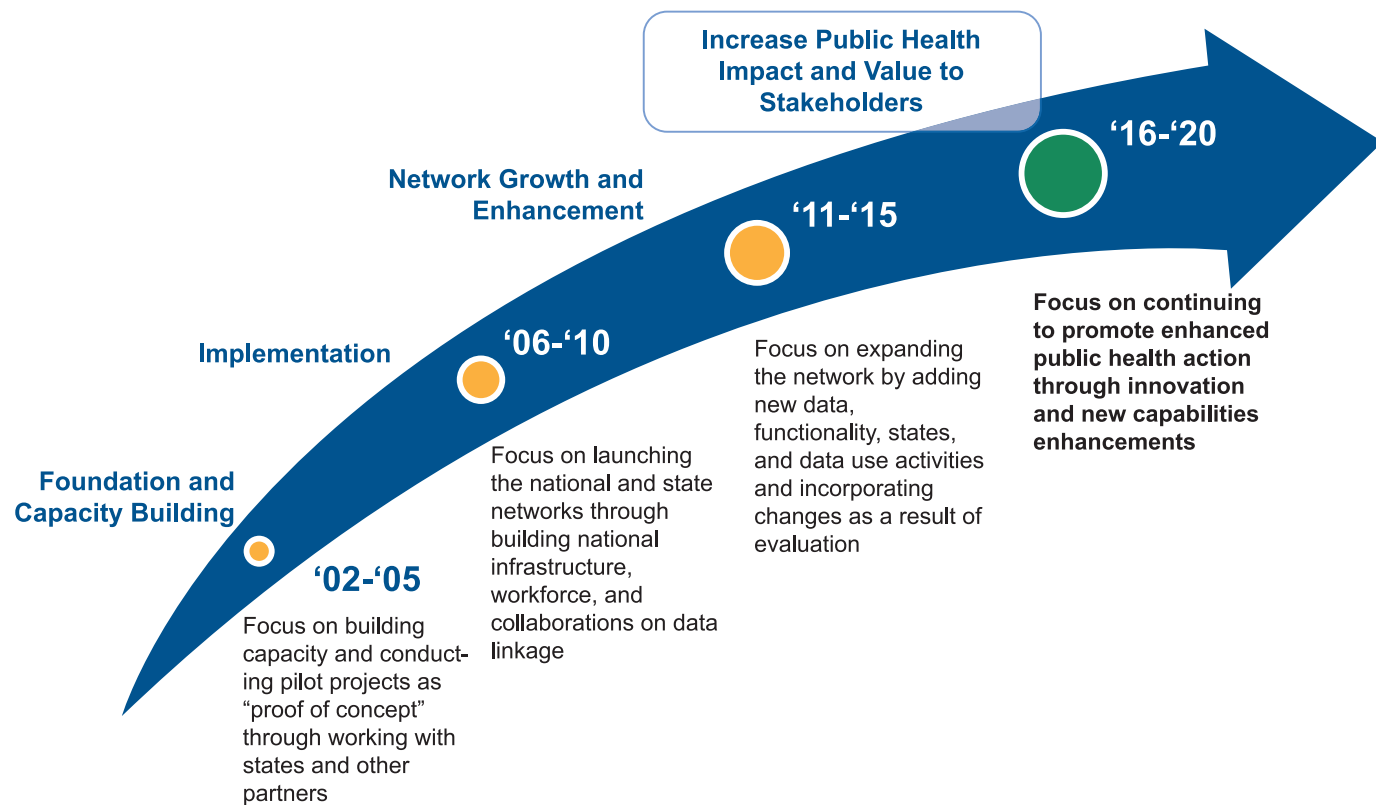 Foundation and
Capacity Building
‘02-‘05
Focus on building
capacity and conduct-
ing pilot projects as
“proof of concept”
through working with
states and other
partners
Implementation
‘06-‘10
Focus on launching
the national and state
networks through
building national
infrastructure,
workforce, and
collaborations on data
linkage
Network Growth and
Enhancement
‘11-‘15
Focus on expanding
the network by adding
new data,
functionality, states,
and data use activities
and incorporating
changes as a result of
evaluation
Increase Public Health
Impact and Value to
Stakeholders
‘16-‘20
Focus on continuing
to promote enhanced
public health action
through innovation
and new capabilities
enhancements